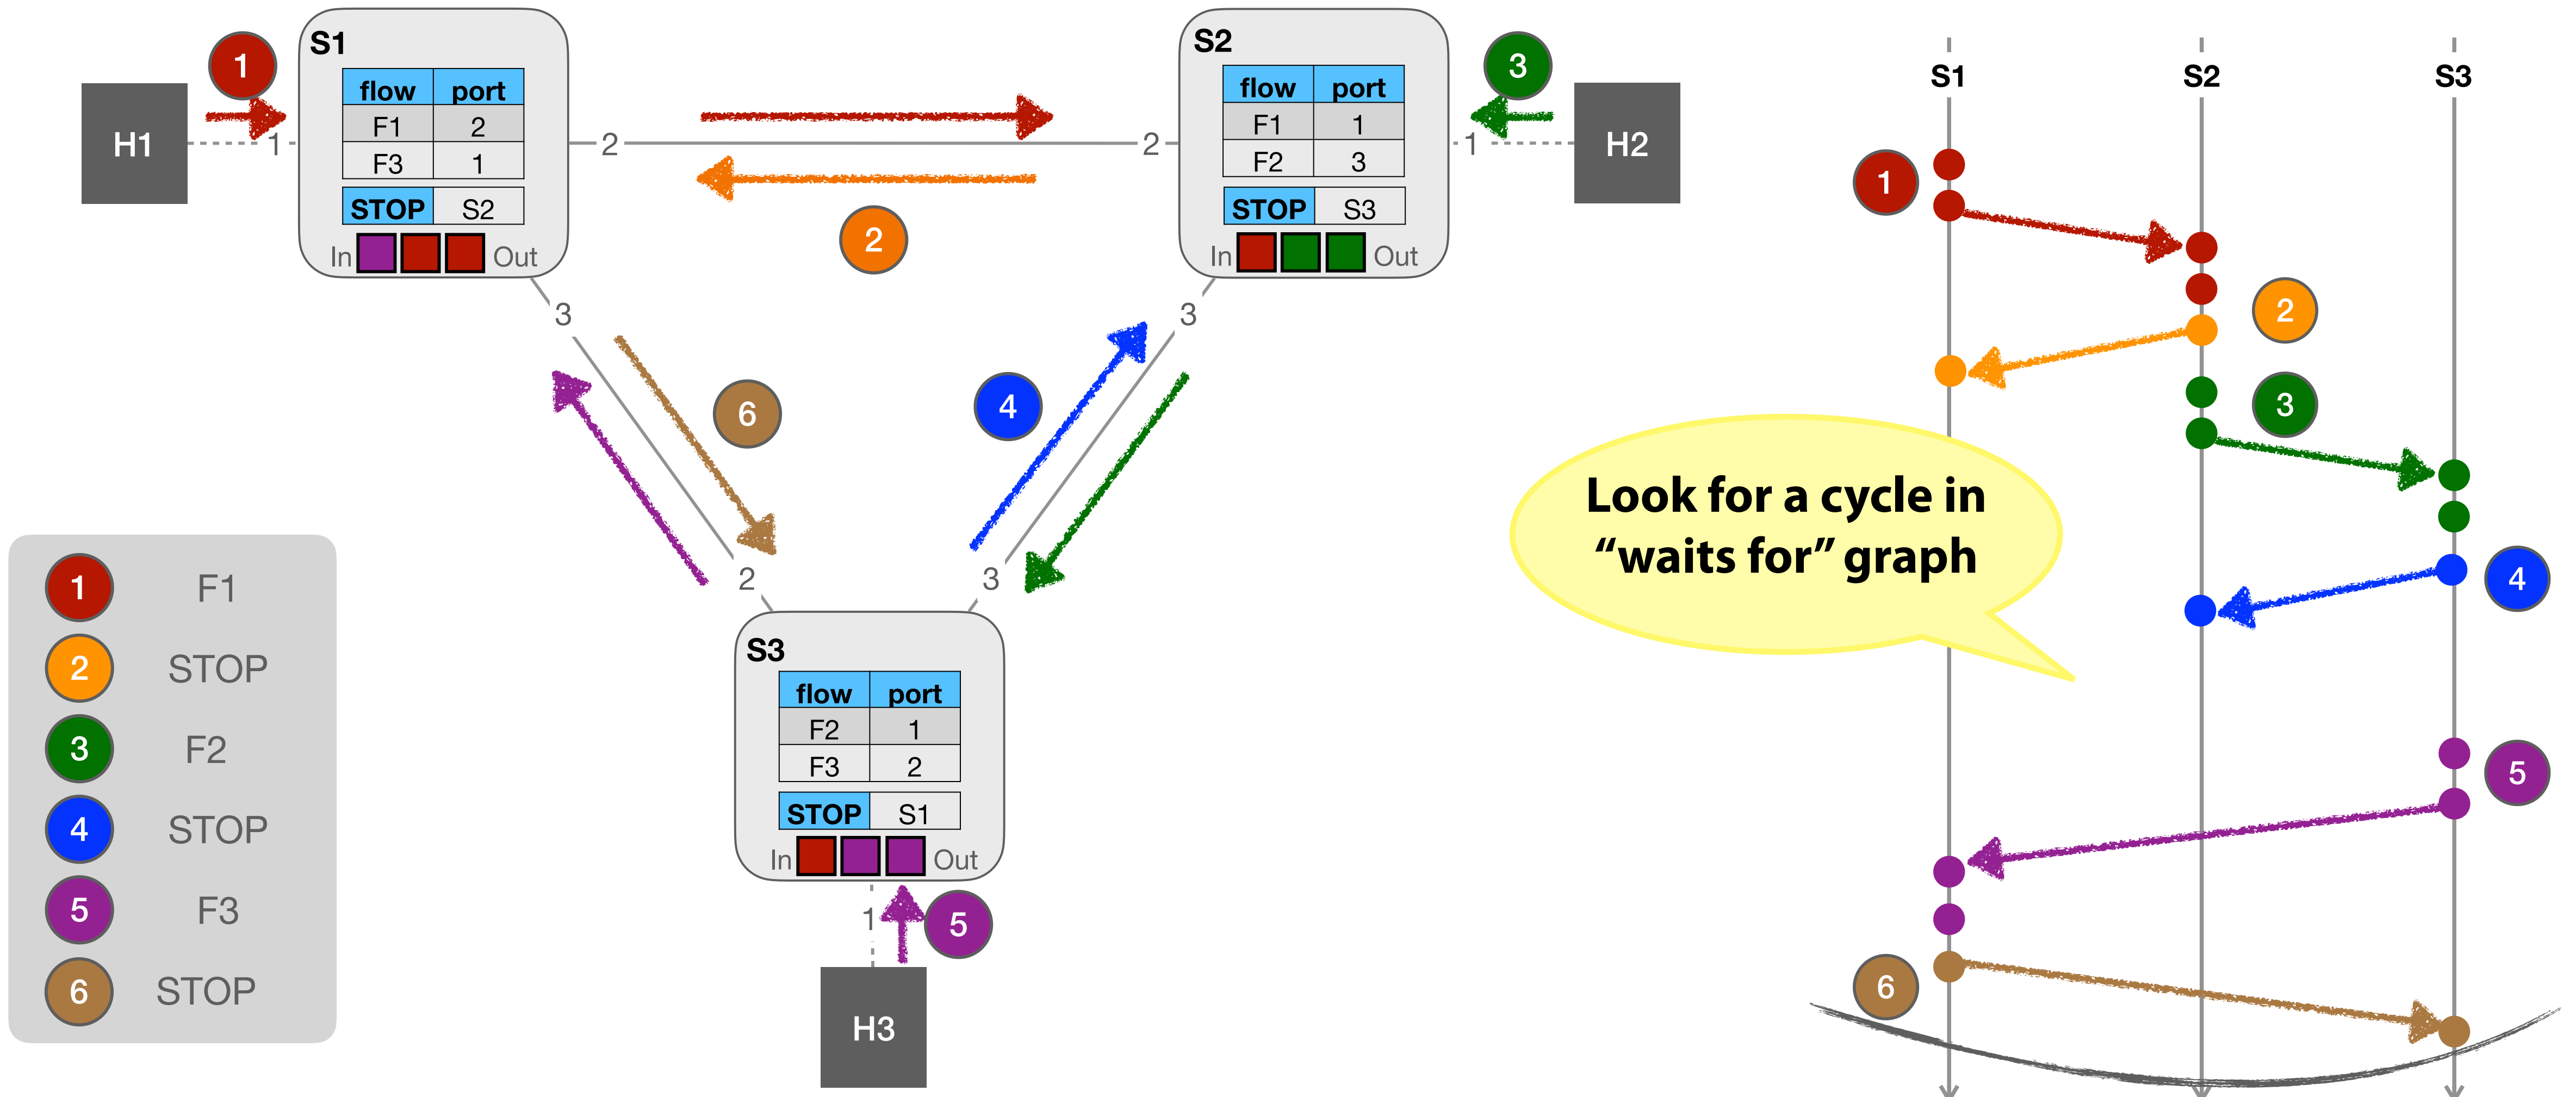 1
H1
1
S1
flow port
F1 2
F3 1
STOP S2
In Out
2
2
2
S2
flow port
F1 1
F2 3
STOP S3
In Out
3
1
H2
3
6
4
3
2
3
S3
flow port
F2 1
F3 2
STOP S1
In Out
1
5
H3
1 F1
2 STOP
3 F2
4 STOP
5 F3
6 STOP
S1 S2 S3
1
2
3
Look for a cycle in
“waits for” graph
4
5
6